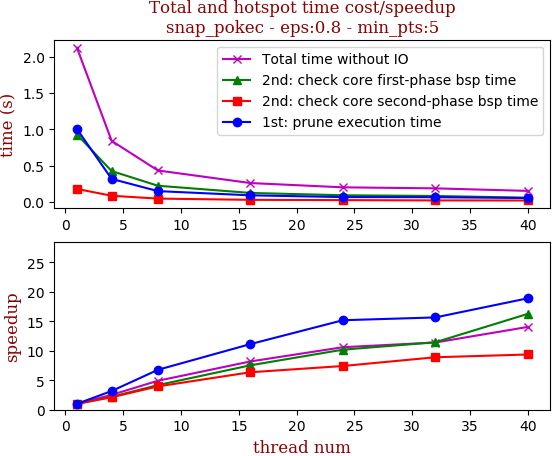 Total and hotspot time cost/speedup
snap_pokec - eps:0.8 - min_pts:5
time (s)
2.0
1.5
1.0
0.5
0.0
Total time without IO
2nd: check core first-phase bsp time
2nd: check core second-phase bsp time
1st: prune execution time
0 5 10 15 20 25 30 35 40
speedup
25
20
15
10
5
0
0 5 10 15 20 25 30 35 40
thread num